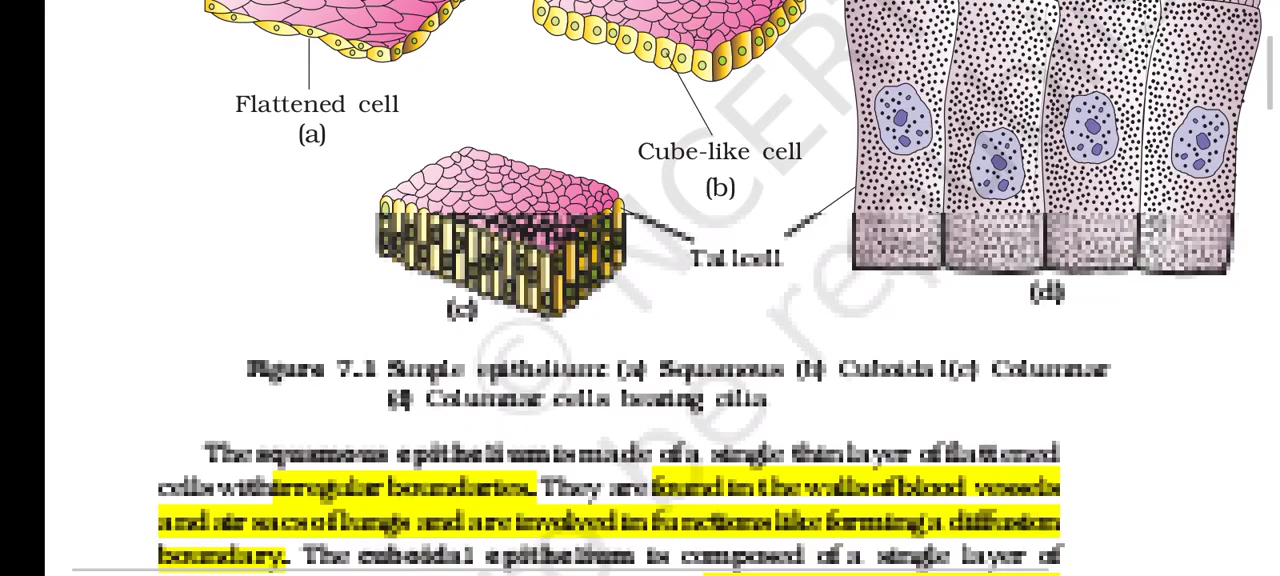 Flattened cell
(a)
Cube-like cell
(b)
Tall cell
(c)
(d)
Figure 7.1 Simple epithelium: (a) Squamous (b) Cuboidal (c) Columnar
(d) Columnar cells bearing cilia
The squamous epithelium is made of a single thin layer of flattened
cells with irregular boundaries. They are found in the walls of blood vessels
and air sacs of lungs and are involved in functions like forming a diffusion
boundary. The cuboidal epithelium is composed of a single layer of
© NCERT
be re